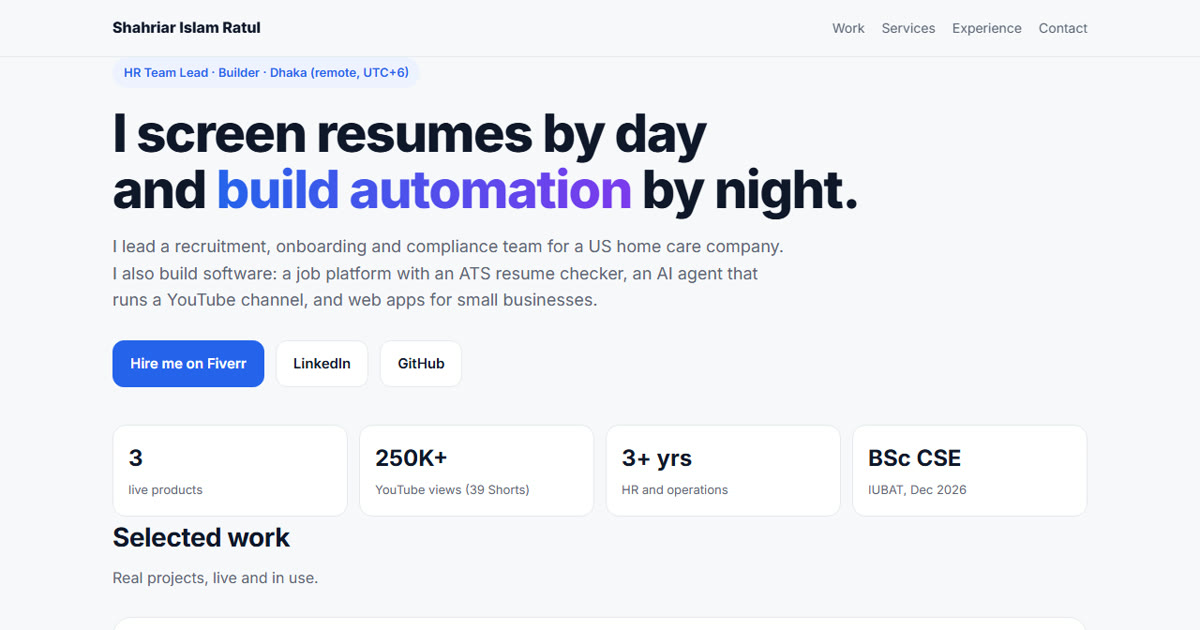 Shahriar Islam Ratul
Work Services Experience Contact
HR Team Lead · Builder · Dhaka (remote, UTC+6)
I screen resumes by day
and build automation by night.
I lead a recruitment, onboarding and compliance team for a US home care company.
I also build software: a job platform with an ATS resume checker, an AI agent that
runs a YouTube channel, and web apps for small businesses.
Hire me on Fiverr
LinkedIn
GitHub
3
live products
250K+
YouTube views (39 Shorts)
3+ yrs
HR and operations
BSc CSE
IUBAT, Dec 2026
Selected work
Real projects, live and in use.